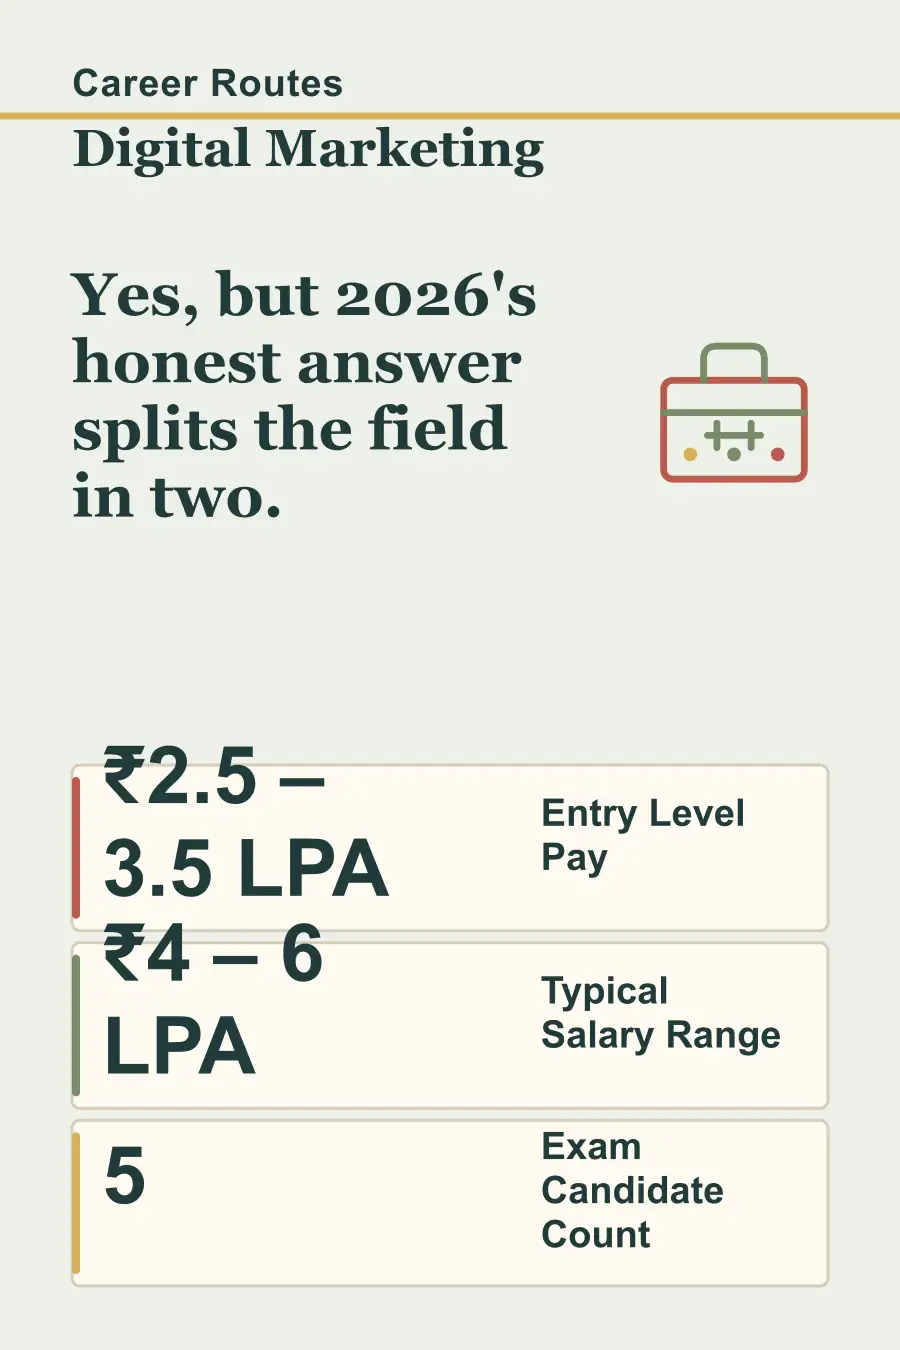 Career Routes
Digital Marketing
Yes, but 2026's
honest answer
splits the field
in two.
₹2.5 –
3.5 LPA
Entry Level
Pay
₹4 – 6
LPA
Typical
Salary Range
5
Exam
Candidate
Count